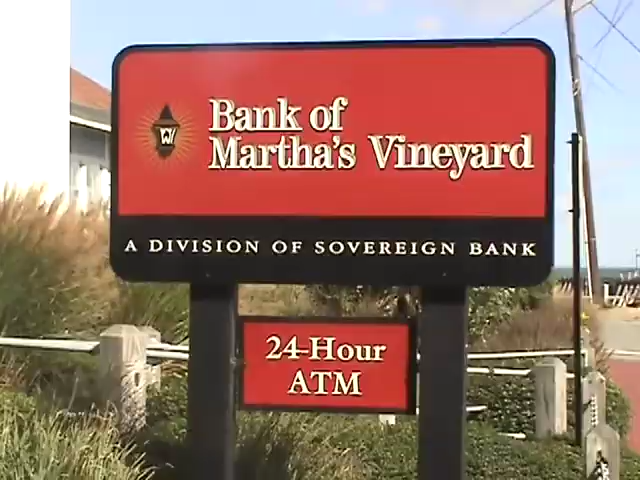 Bank of
Martha's Vineyard
A DIVISION OF SOVEREIGN BANK
24-Hour
ATM